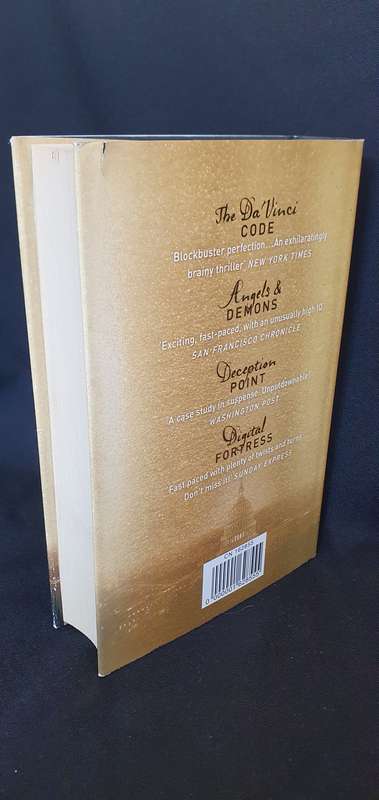 The Da Vinci
CODE
'Blockbuster perfection... An exhilaratingly
brainy thriller' NEW YORK TIMES
Angels &
DEMONS
'Exciting, fast-paced, with an unusually high IQ'
SAN FRANCISCO CHRONICLE
Deception
POINT
'A case study in suspense. Unputdownable!'
WASHINGTON POST
Digital
FORTRESS
'Fast paced with plenty of twists and turns.
Don't miss it!' SUNDAY EXPRESS